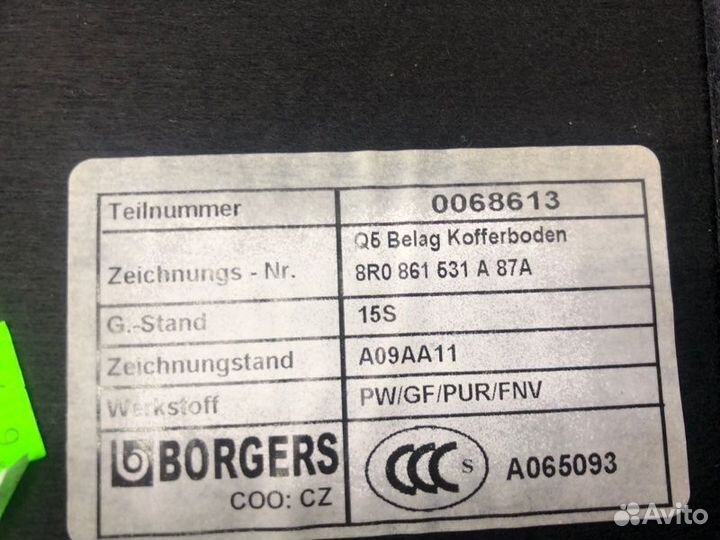 Teilnummer 0068613
Q5 Belag Kofferboden
Zeichnungs - Nr. 8R0 861 531 A 87A
G.-Stand 15S
Zeichnungstand A09AA11
Werkstoff PW/GF/PUR/FNV
BORGERS CCC S A065093
COO: CZ
Avito